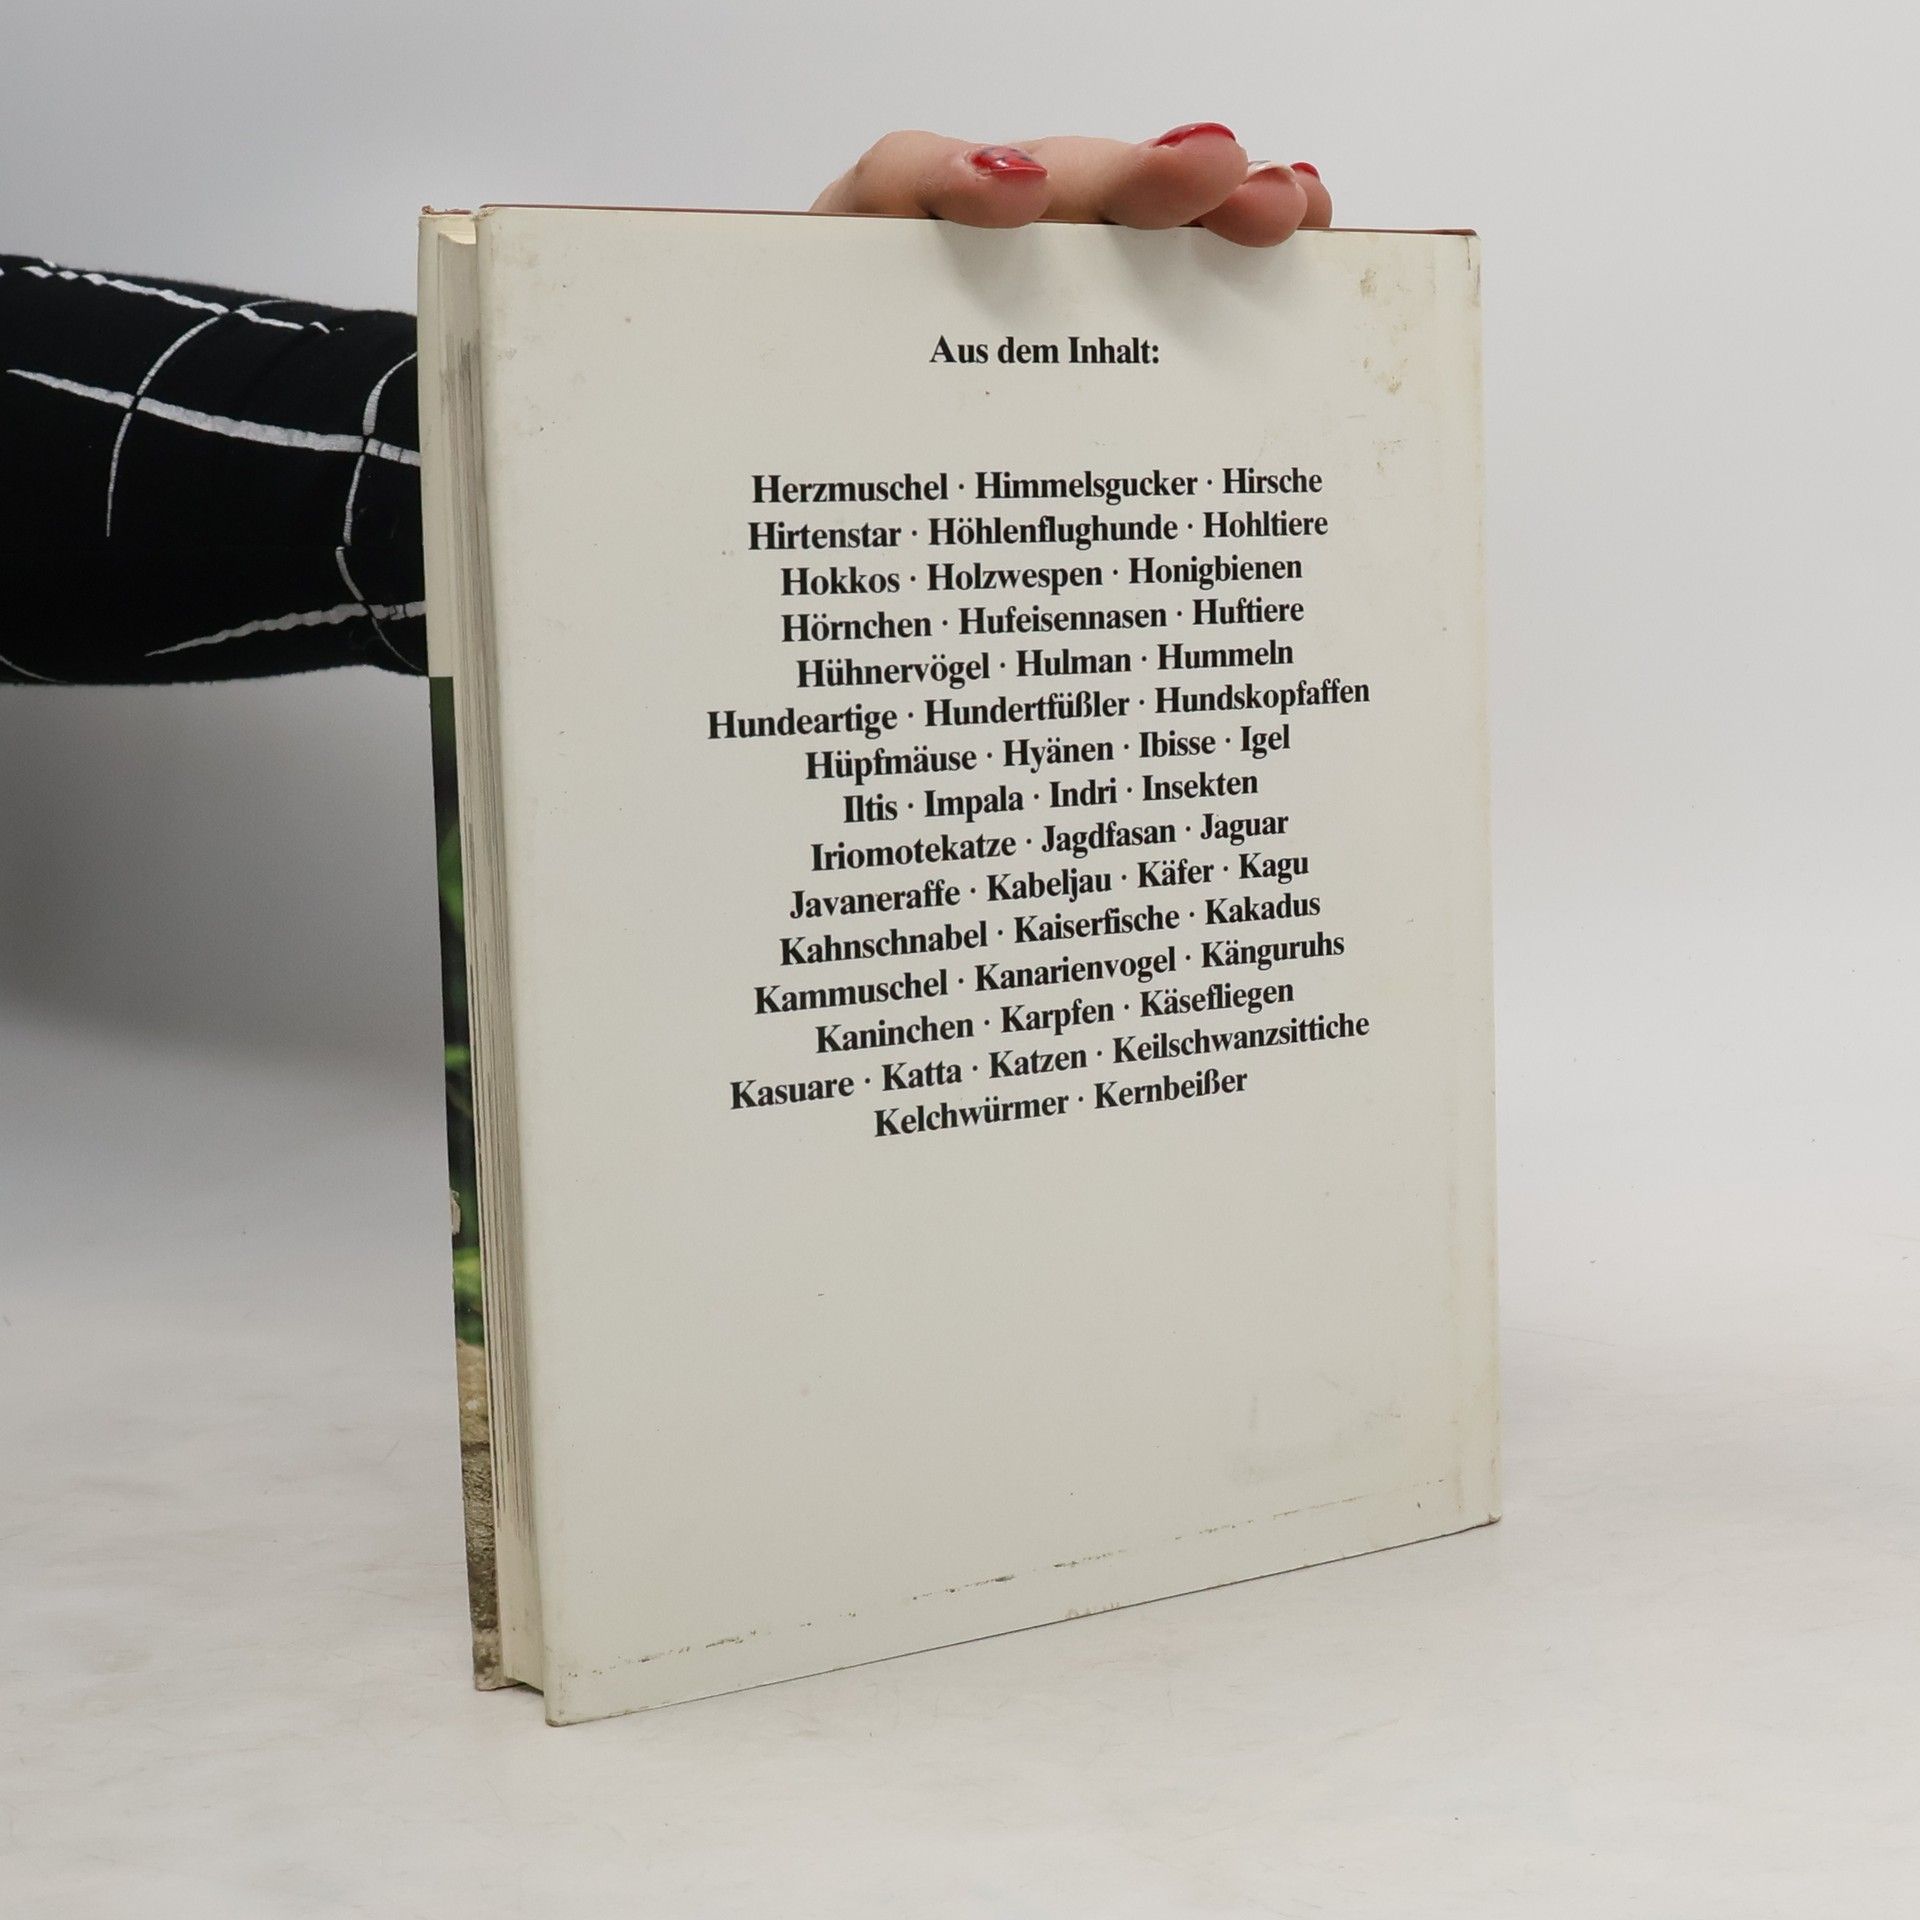 Aus dem Inhalt:
Herzmuschel · Himmelsgucker · Hirsche
Hirtenstar · Höhlenflughunde · Hohltiere
Hokkos · Holzwespen · Honigbienen
Hörnchen · Hufeisennasen · Huftiere
Hühnervögel · Hulman · Hummeln
Hundeartige · Hundertfüßler · Hundskopfaffen
Hüpfmäuse · Hyänen · Ibisse · Igel
Iltis · Impala · Indri · Insekten
Iriomotekatze · Jagdfasan · Jaguar
Javaneraffe · Kabeljau · Käfer · Kagu
Kahnschnabel · Kaiserfische · Kakadus
Kammuschel · Kanarienvogel · Känguruhs
Kaninchen · Karpfen · Käsefliegen
Kasuare · Katta · Katzen · Keilschwanzsittiche
Kelchwürmer · Kernbeißer